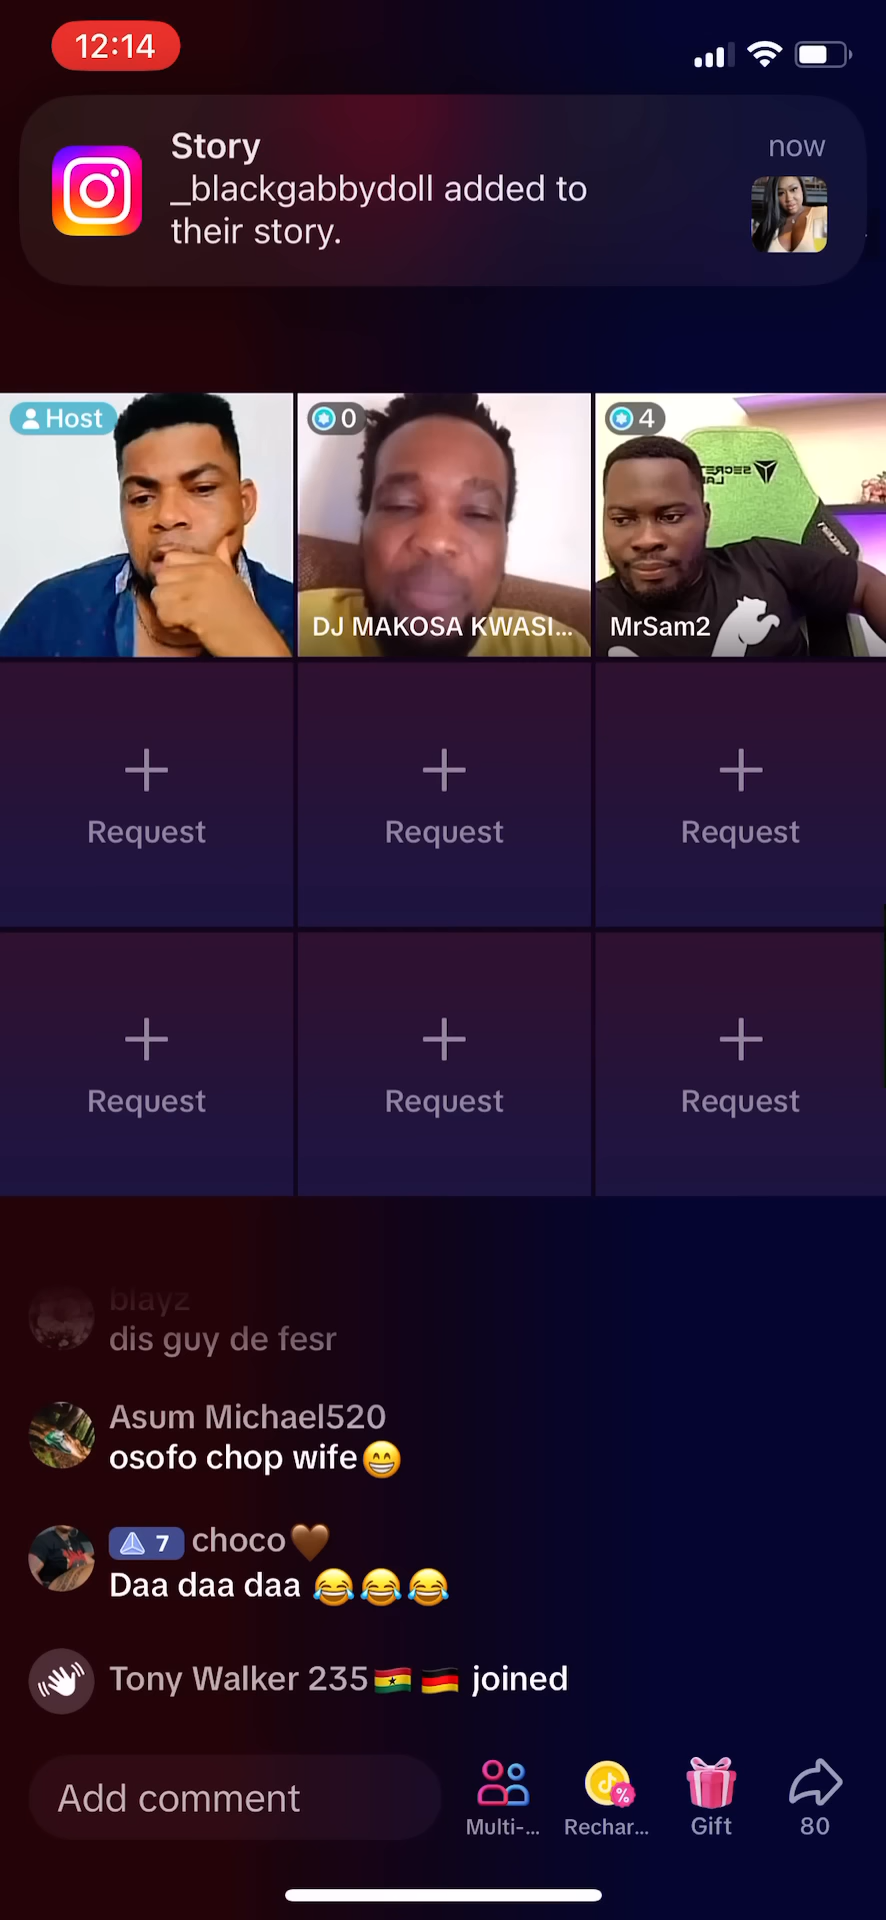 12:14
Story
now
_blackgabbydoll added to
their story.
Host
0
4
DJ MAKOSA KWASI...
MrSam2
Request
Request
Request
Request
Request
Request
blayz
dis guy de fesr
Asum Michael520
osofo chop wife😁
7 choco🤎
Daa daa daa 😂😂😂
Tony Walker 235🇬🇭🇩🇪 joined
Add comment
Multi-...
Rechar...
Gift
80